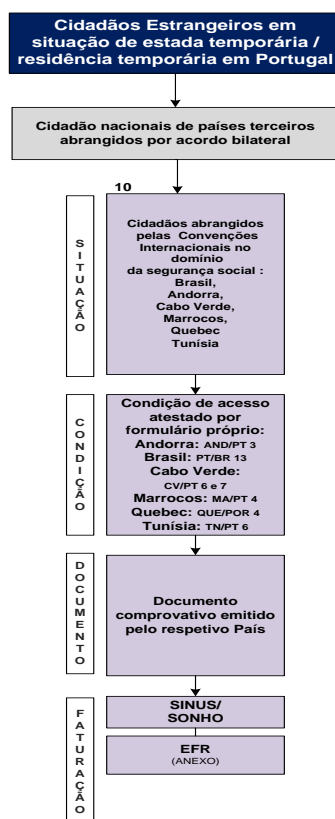 Cidadãos Estrangeiros em
situação de estada temporária /
residência temporária em Portugal
Cidadão nacionais de países terceiros
abrangidos por acordo bilateral
10
SITUAÇÃO
Cidadãos abrangidos
pelas Convenções
Internacionais no
domínio
da segurança social :
Brasil,
Andorra,
Cabo Verde,
Marrocos,
Quebec
Tunísia
CONDIÇÃO
Condição de acesso
atestado por
formulário próprio:
Andorra: AND/PT 3
Brasil: PT/BR 13
Cabo Verde:
CV/PT 6 e 7
Marrocos: MA/PT 4
Quebec: QUE/POR 4
Tunísia: TN/PT 6
DOCUMENTO
Documento
comprovativo emitido
pelo respetivo País
FATURAÇÃO
SINUS/
SONHO
EFR
(ANEXO)